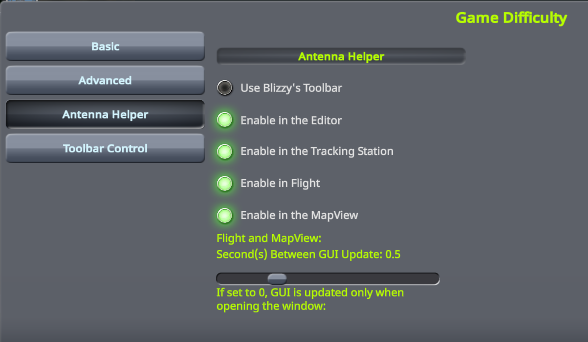 Game Difficulty
Basic
Advanced
Antenna Helper
Toolbar Control
Antenna Helper
Use Blizzy's Toolbar
Enable in the Editor
Enable in the Tracking Station
Enable in Flight
Enable in the MapView
Flight and MapView:
Second(s) Between GUI Update: 0.5
If set to 0, GUI is updated only when
opening the window: